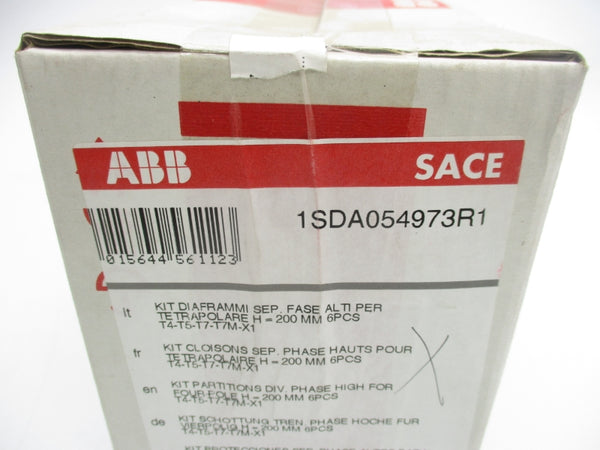 ABB SACE
1SDA054973R1
015644 561123
it KIT DIAFRAMMI SEP. FASE ALTI PER
TETRAPOLARE H = 200 MM 6PCS
T4-T5-T7-T7M-X1
fr KIT CLOISONS SEP. PHASE HAUTS POUR
TETRAPOLAIRE H = 200 MM 6PCS
T4-T5-T7-T7M-X1
en KIT PARTITIONS DIV. PHASE HIGH FOR
FOUR-POLE H = 200 MM 6PCS
T4-T5-T7-T7M-X1
de KIT SCHOTTUNG TREN. PHASE HOCHE FUR
VIERPOLIG H = 200 MM 6PCS
T4-T5-T7-T7M-X1